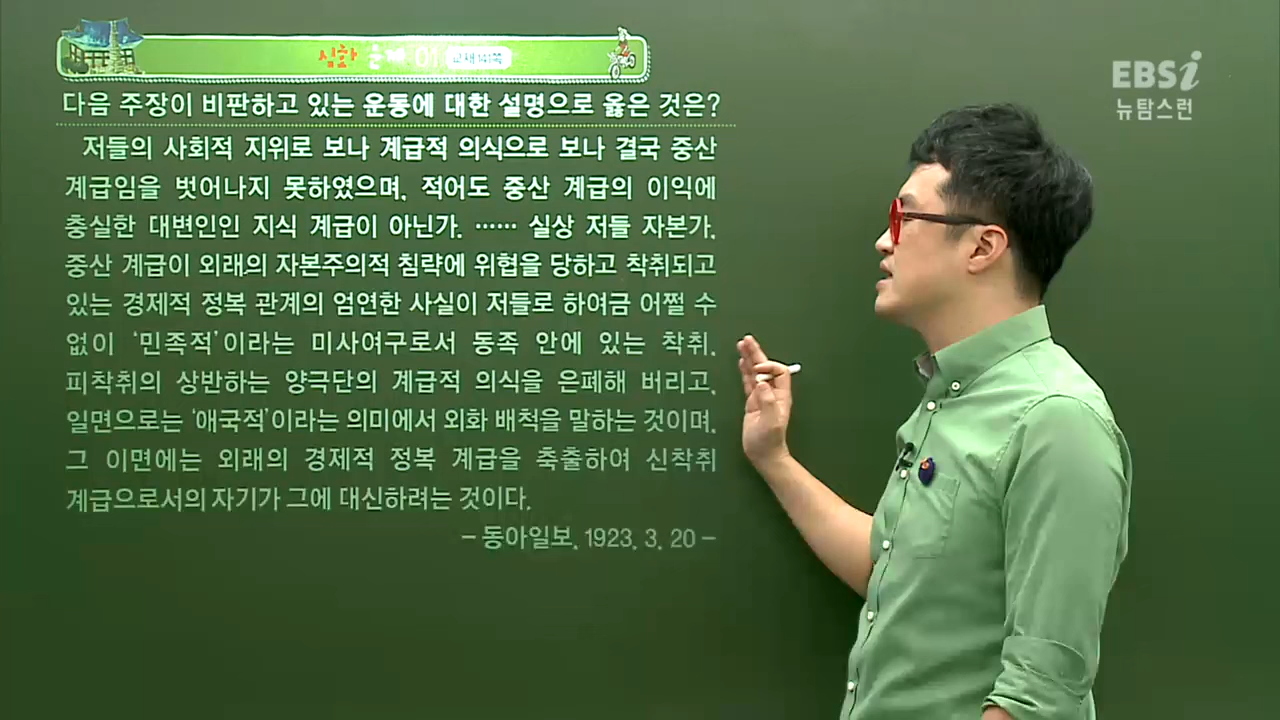 심화 문제 01 교재 141쪽
EBSi
뉴탐스런
다음 주장이 비판하고 있는 운동에 대한 설명으로 옳은 것은?
저들의 사회적 지위로 보나 계급적 의식으로 보나 결국 중산
계급임을 벗어나지 못하였으며, 적어도 중산 계급의 이익에
충실한 대변인인 지식 계급이 아닌가. …… 실상 저들 자본가,
중산 계급이 외래의 자본주의적 침략에 위협을 당하고 착취되고
있는 경제적 정복 관계의 엄연한 사실이 저들로 하여금 어쩔 수
없이 ‘민족적’이라는 미사여구로서 동족 안에 있는 착취,
피착취의 상반하는 양극단의 계급적 의식을 은폐해 버리고,
일면으로는 ‘애국적’이라는 의미에서 외화 배척을 말하는 것이며,
그 이면에는 외래의 경제적 정복 계급을 축출하여 신착취
계급으로서의 자기가 그에 대신하려는 것이다.
– 동아일보, 1923, 3, 20 –